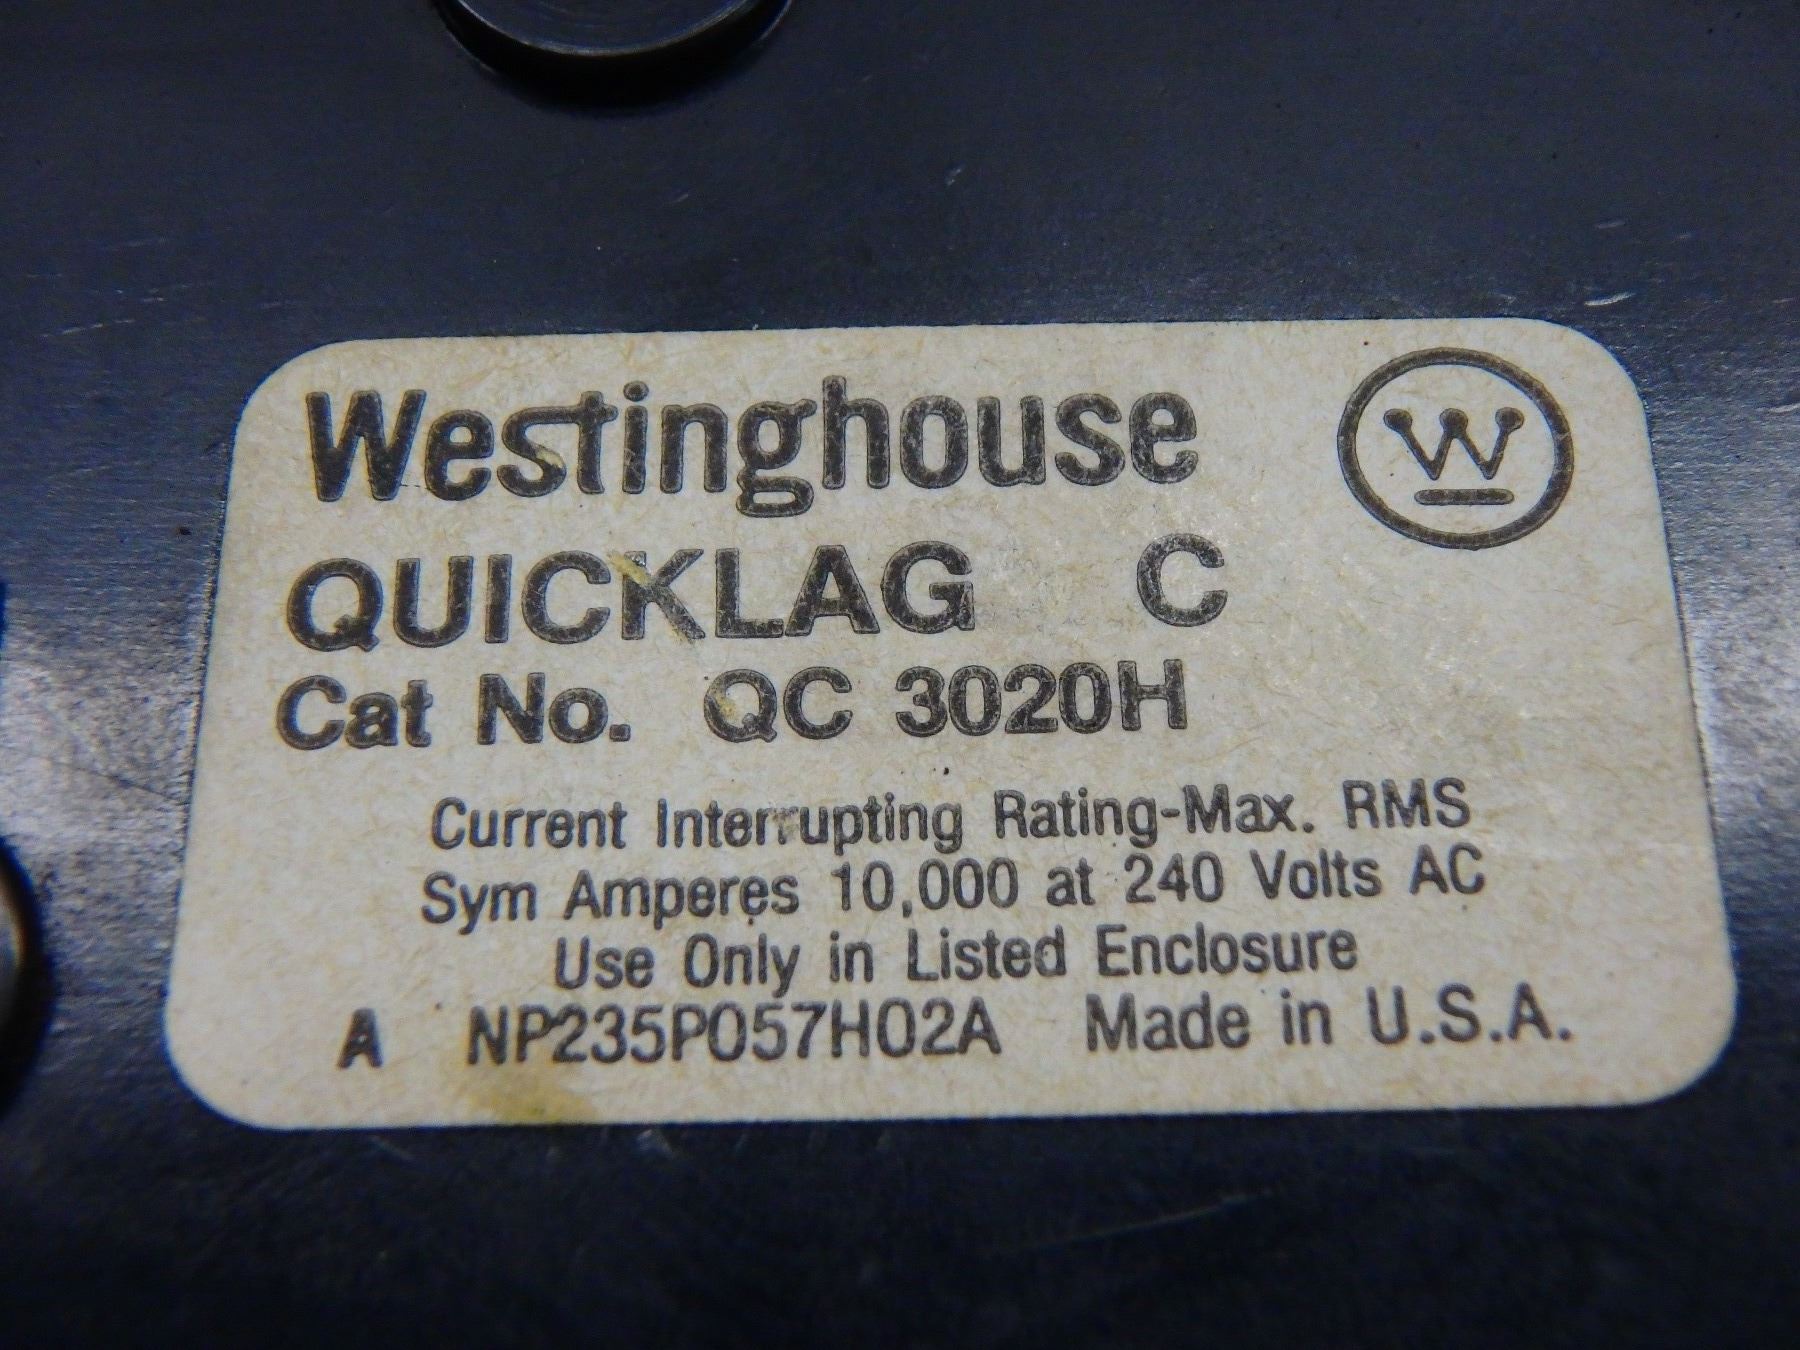 Westinghouse W
QUICKLAG C
Cat No. QC 3020H
Current Interrupting Rating-Max. RMS
Sym Amperes 10,000 at 240 Volts AC
Use Only in Listed Enclosure
A NP235P057H02A Made in U.S.A.